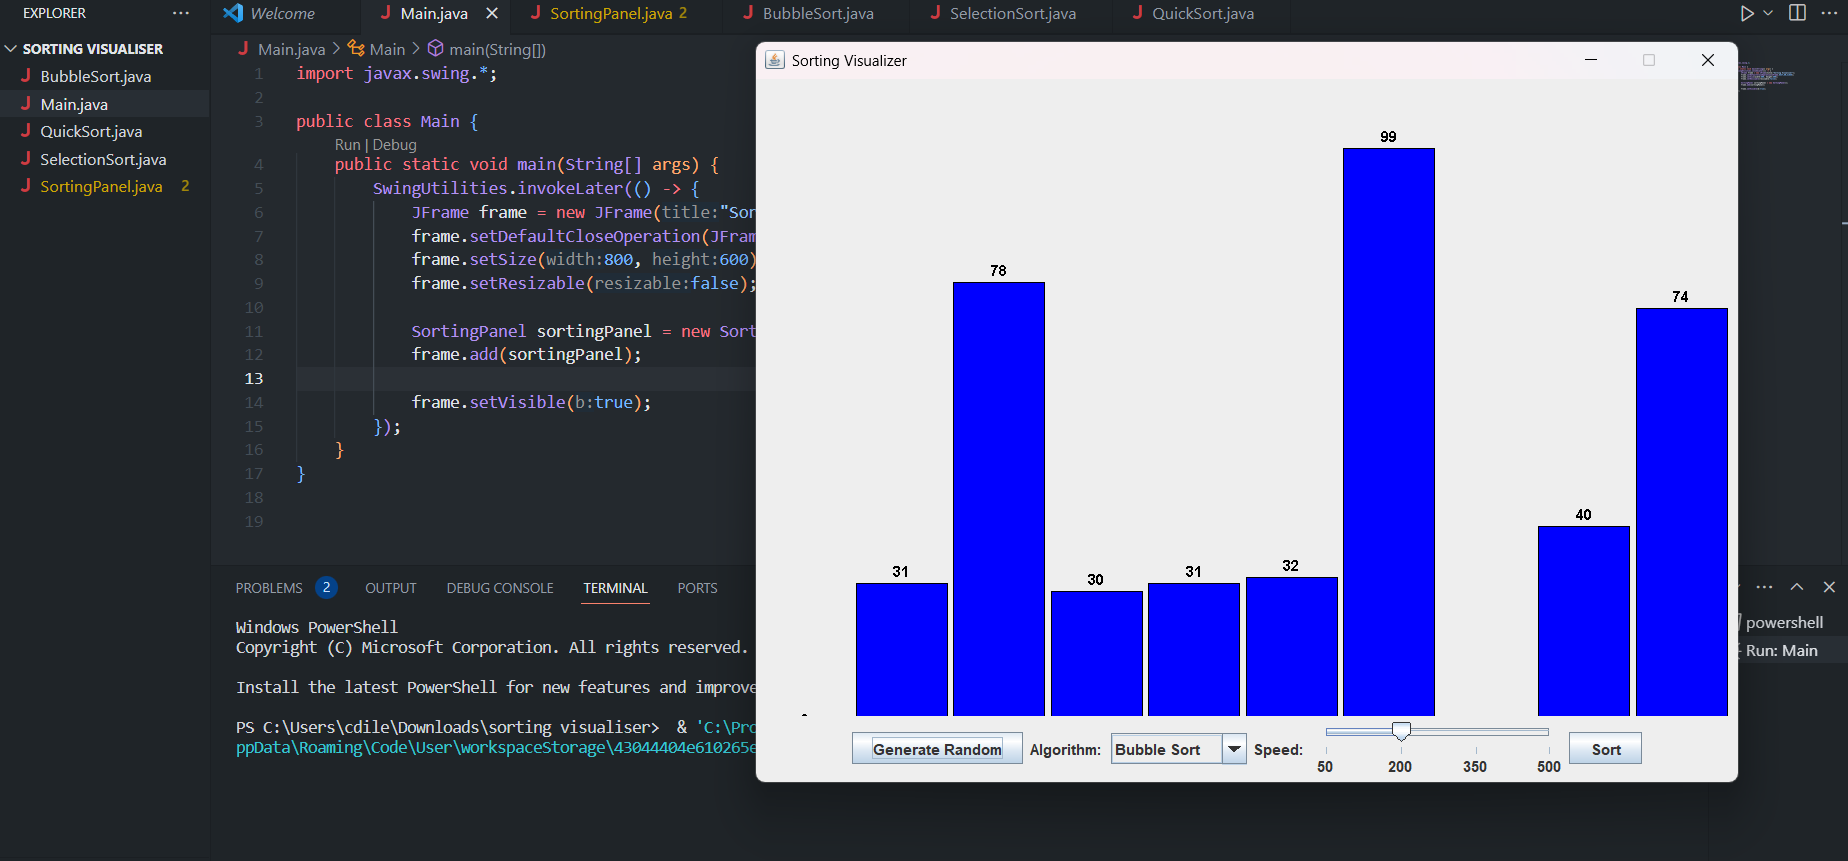 EXPLORER ···
SORTING VISUALISER
J BubbleSort.java
J Main.java
J QuickSort.java
J SelectionSort.java
J SortingPanel.java 2
Welcome
J Main.java
J SortingPanel.java 2
J BubbleSort.java
J SelectionSort.java
J QuickSort.java
J Main.java > Main > main(String[])
1 import javax.swing.*;
2
3 public class Main {
Run | Debug
4 public static void main(String[] args) {
5 SwingUtilities.invokeLater(() -> {
6 JFrame frame = new JFrame(title:"Sor
7 frame.setDefaultCloseOperation(JFram
8 frame.setSize(width:800, height:600)
9 frame.setResizable(resizable:false);
10
11 SortingPanel sortingPanel = new Sort
12 frame.add(sortingPanel);
13
14 frame.setVisible(b:true);
15 });
16 }
17 }
18
19
PROBLEMS 2 OUTPUT DEBUG CONSOLE TERMINAL PORTS
Windows PowerShell
Copyright (C) Microsoft Corporation. All rights reserved.
Install the latest PowerShell for new features and improve
PS C:\Users\cdile\Downloads\sorting visualiser> & 'C:\Pro
ppData\Roaming\Code\User\workspaceStorage\43044404e610265e
powershell
Run: Main
Sorting Visualizer
31
78
30
31
32
99
40
74
Generate Random Algorithm: Bubble Sort Speed: Sort
50 200 350 500